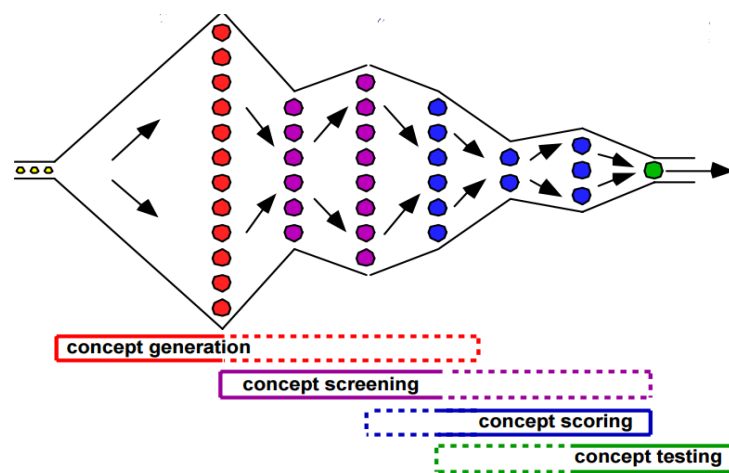 concept generation
concept screening
concept scoring
concept testing